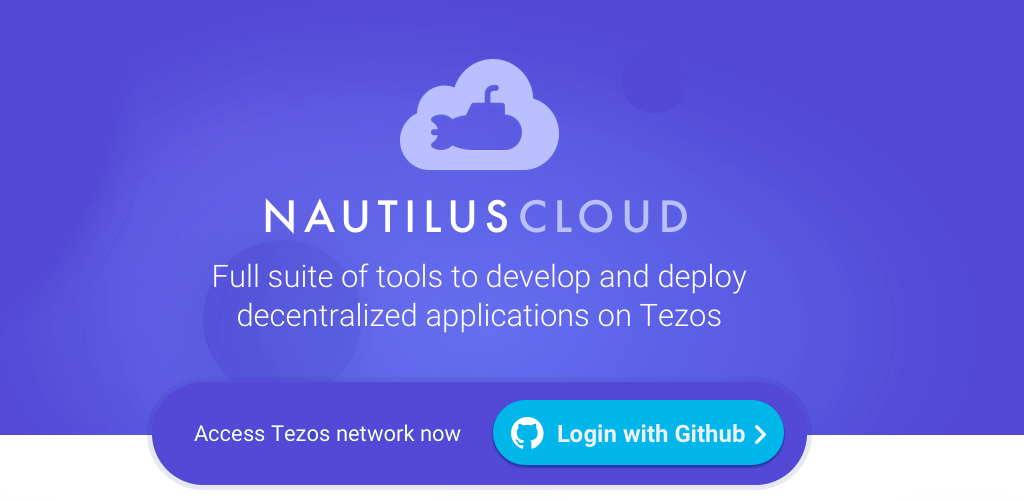 NAUTILUS CLOUD
Full suite of tools to develop and deploy
decentralized applications on Tezos
Access Tezos network now
Login with Github